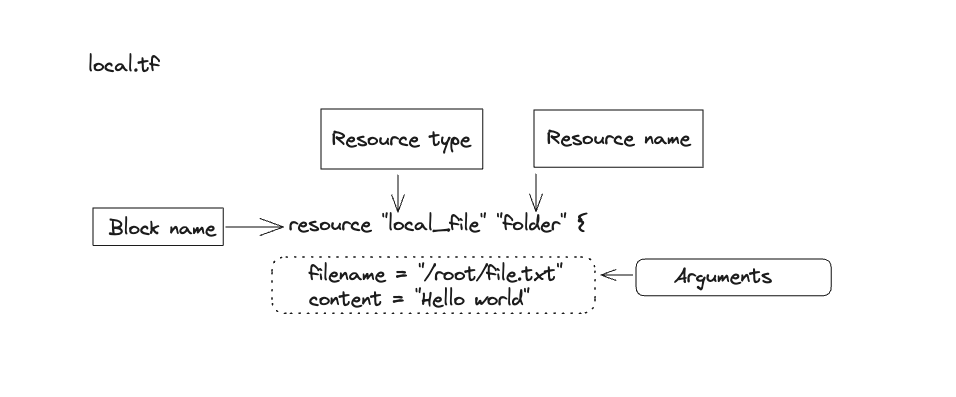 local.tf
Resource type
Resource name
Block name
resource "local_file" "folder" {
filename = "/root/file.txt"
content = "Hello world"
Arguments